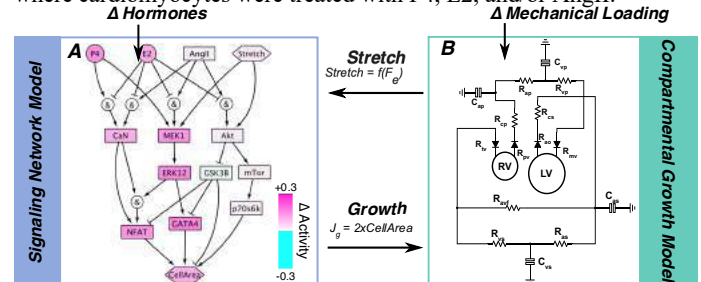 where cardiomyocytes were treated with P4, E2, and/or AngII.
Δ Hormones
Δ Mechanical Loading
Signaling Network Model
A
P4
E2
AngII
Stretch
&
&
&
&
CaN
MEK1
Akt
ERK12
GSK3B
mTor
&
p70s6k
NFAT
GATA4
CellArea
+0.3
Δ Activity
-0.3
Stretch
Stretch = f(Fe)
Growth
Jg = 2xCellArea
B
Cvp
Rap
Rvp
Cap
Rcp
Rcs
Rtv
Rpv
Rao
Rmv
RV
LV
Cas
Rvs
Ras
Cvs
Compartmental Growth Model